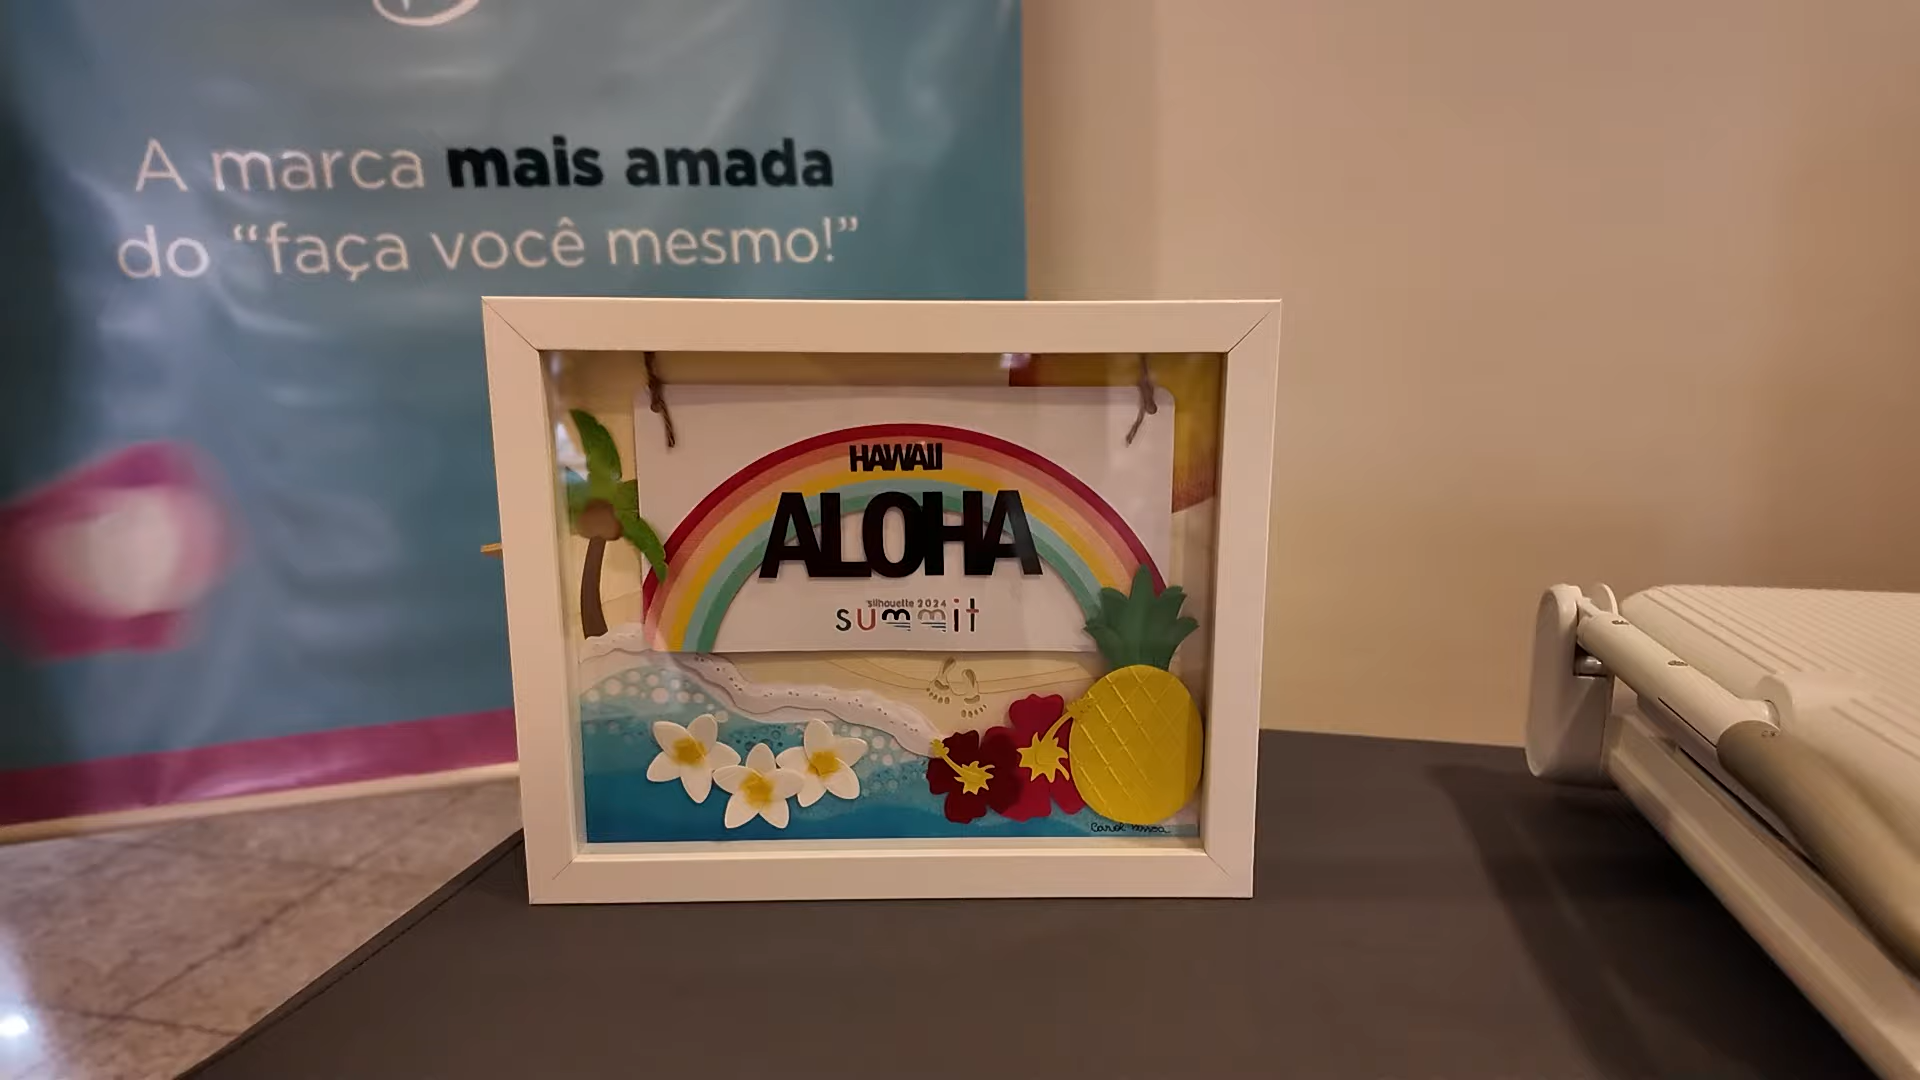 A marca mais amada
do “faça você mesmo!”
HAWAII
ALOHA
silhouette 2024
summit